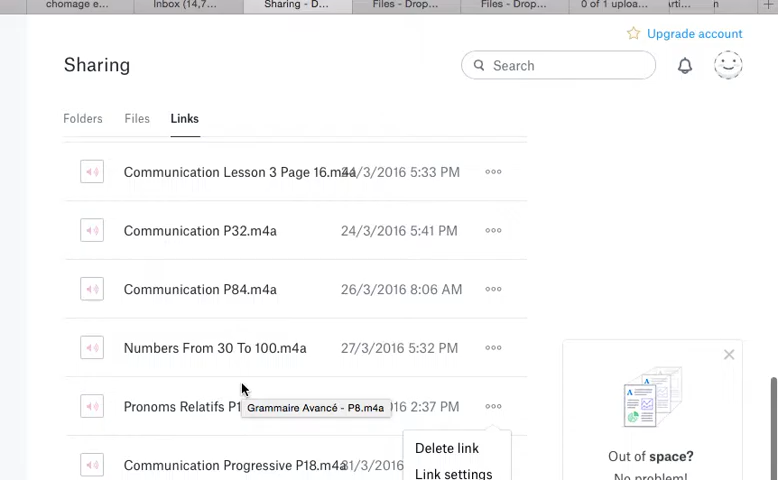 chomage e... Inbox (14,7... Sharing - D... Files - Drop... Files - Drop... 0 of 1 uploa... +
Upgrade account
Sharing Search
Folders Files Links
Communication Lesson 3 Page 16.m4a /3/2016 5:33 PM
Communication P32.m4a 24/3/2016 5:41 PM
Communication P84.m4a 26/3/2016 8:06 AM
Numbers From 30 To 100.m4a 27/3/2016 5:32 PM
Pronoms Relatifs P1 Grammaire Avancé - P8.m4a 16 2:37 PM
Delete link
Communication Progressive P18.m4a /3/2016
Link settings
Out of space?
No problem!